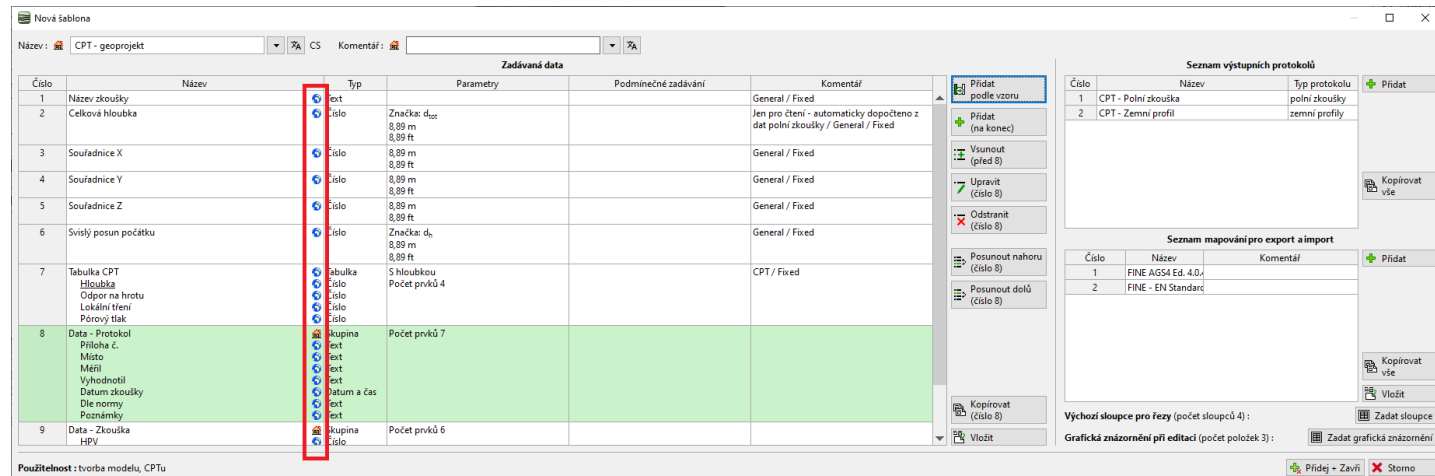 Nová šablona
Název : CPT - geoprojekt CS Komentář :
Zadávaná data
Číslo Název Typ Parametry Podmínečné zadávání Komentář
1 Název zkoušky Text General / Fixed
2 Celková hloubka Číslo Značka: dtot Jen pro čtení - automaticky dopočteno z
8,89 m dat polní zkoušky / General / Fixed
8,89 ft
3 Souřadnice X Číslo 8,89 m General / Fixed
8,89 ft
4 Souřadnice Y Číslo 8,89 m General / Fixed
8,89 ft
5 Souřadnice Z Číslo 8,89 m General / Fixed
8,89 ft
6 Svislý posun počátku Číslo Značka: dh General / Fixed
8,89 m
8,89 ft
7 Tabulka CPT Tabulka S hloubkou CPT / Fixed
Hloubka Číslo Počet prvků 4
Odpor na hrotu Číslo
Lokální tření Číslo
Pórový tlak Číslo
8 Data - Protokol Skupina Počet prvků 7
Příloha č. Text
Místo Text
Měřil Text
Vyhodnotil Text
Datum zkoušky Datum a čas
Dle normy Text
Poznámky Text
9 Data - Zkouška Skupina Počet prvků 6
HPV Číslo
Přidat
podle vzoru
Přidat
(na konec)
Vsunout
(před 8)
Upravit
(číslo 8)
Odstranit
(číslo 8)
Posunout nahoru
(číslo 8)
Posunout dolů
(číslo 8)
Kopírovat
(číslo 8)
Vložit
Seznam výstupních protokolů
Číslo Název Typ protokolu
1 CPT - Polní zkouška polní zkoušky
2 CPT - Zemní profil zemní profily
Přidat
Kopírovat
vše
Seznam mapování pro export a import
Číslo Název Komentář
1 FINE AGS4 Ed. 4.0.
2 FINE - EN Standard
Přidat
Kopírovat
vše
Vložit
Výchozí sloupce pro řezy (počet sloupců 4) : Zadat sloupce
Grafická znázornění při editaci (počet položek 3) : Zadat grafická znázornění
Použitelnost : tvorba modelu, CPTu
Přidej + Zavři Storno